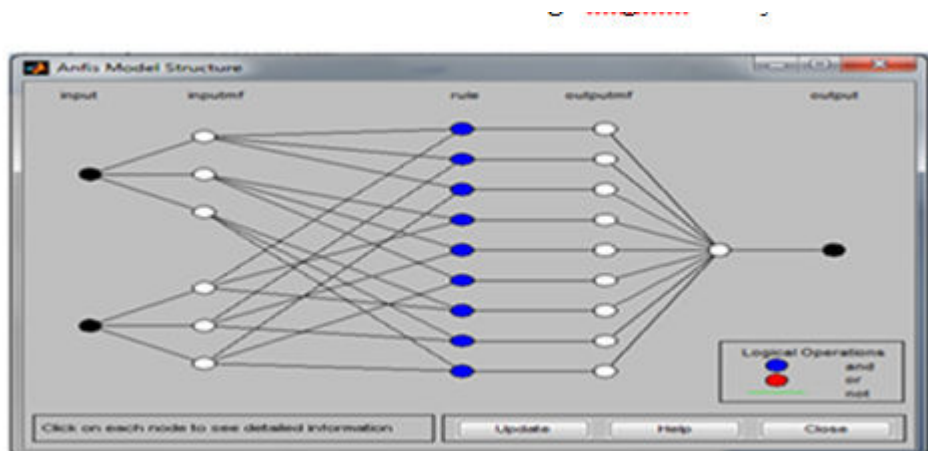 Anfis Model Structure
input inputmf rule outputmf output
Logical Operations
and
or
not
Click on each node to see detailed information Update Help Close